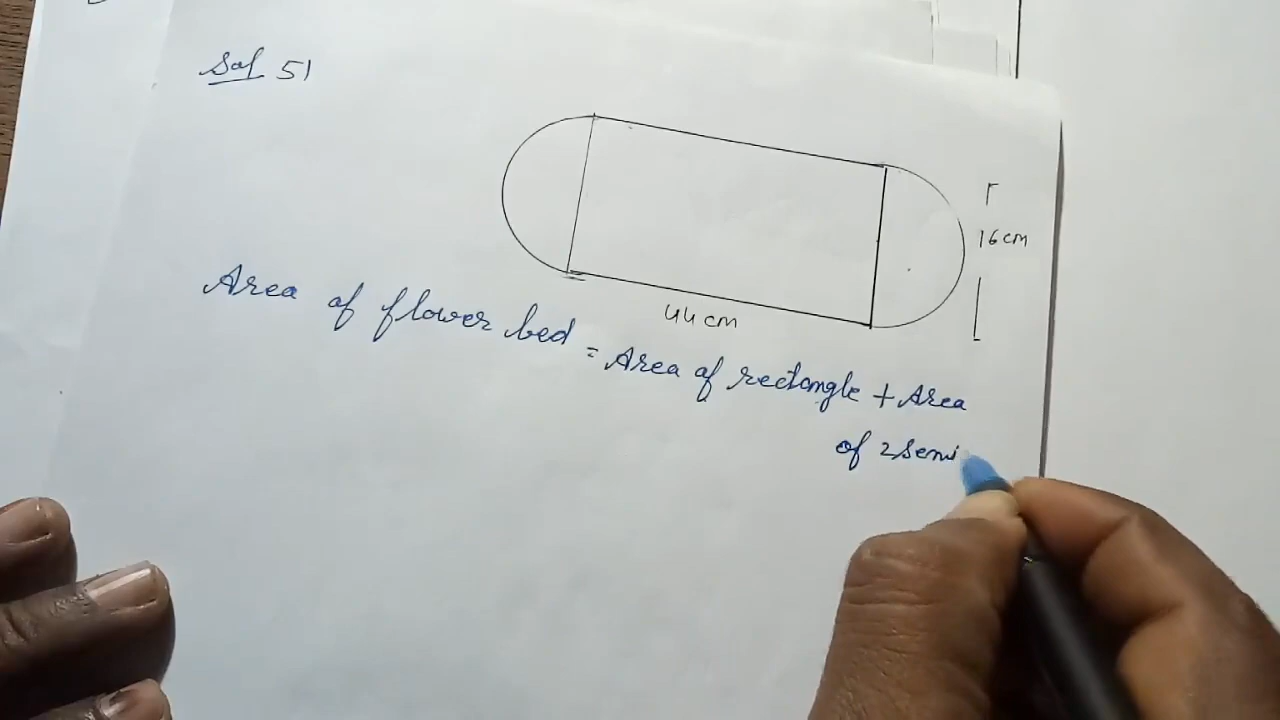 Sol 51
16 cm
44 cm
Area of flower bed = Area of rectangle + Area
of 2 semi